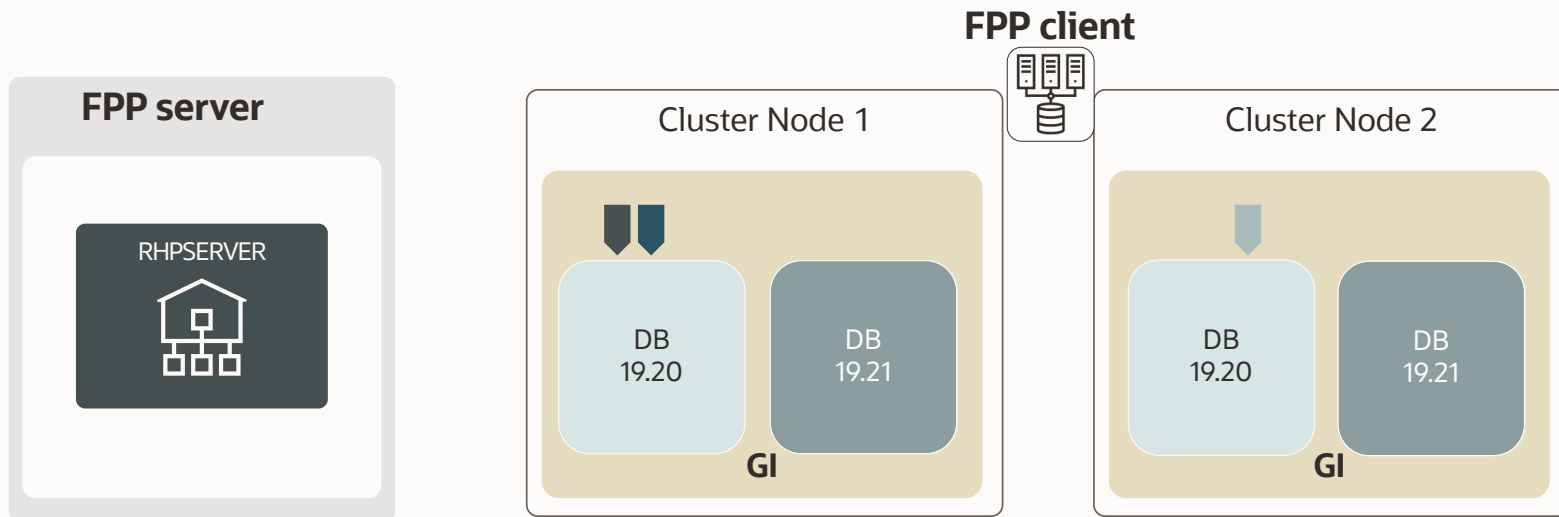 FPP client
FPP server
Cluster Node 1
Cluster Node 2
RHPSERVER
DB
19.20
DB
19.21
GI
DB
19.20
DB
19.21
GI